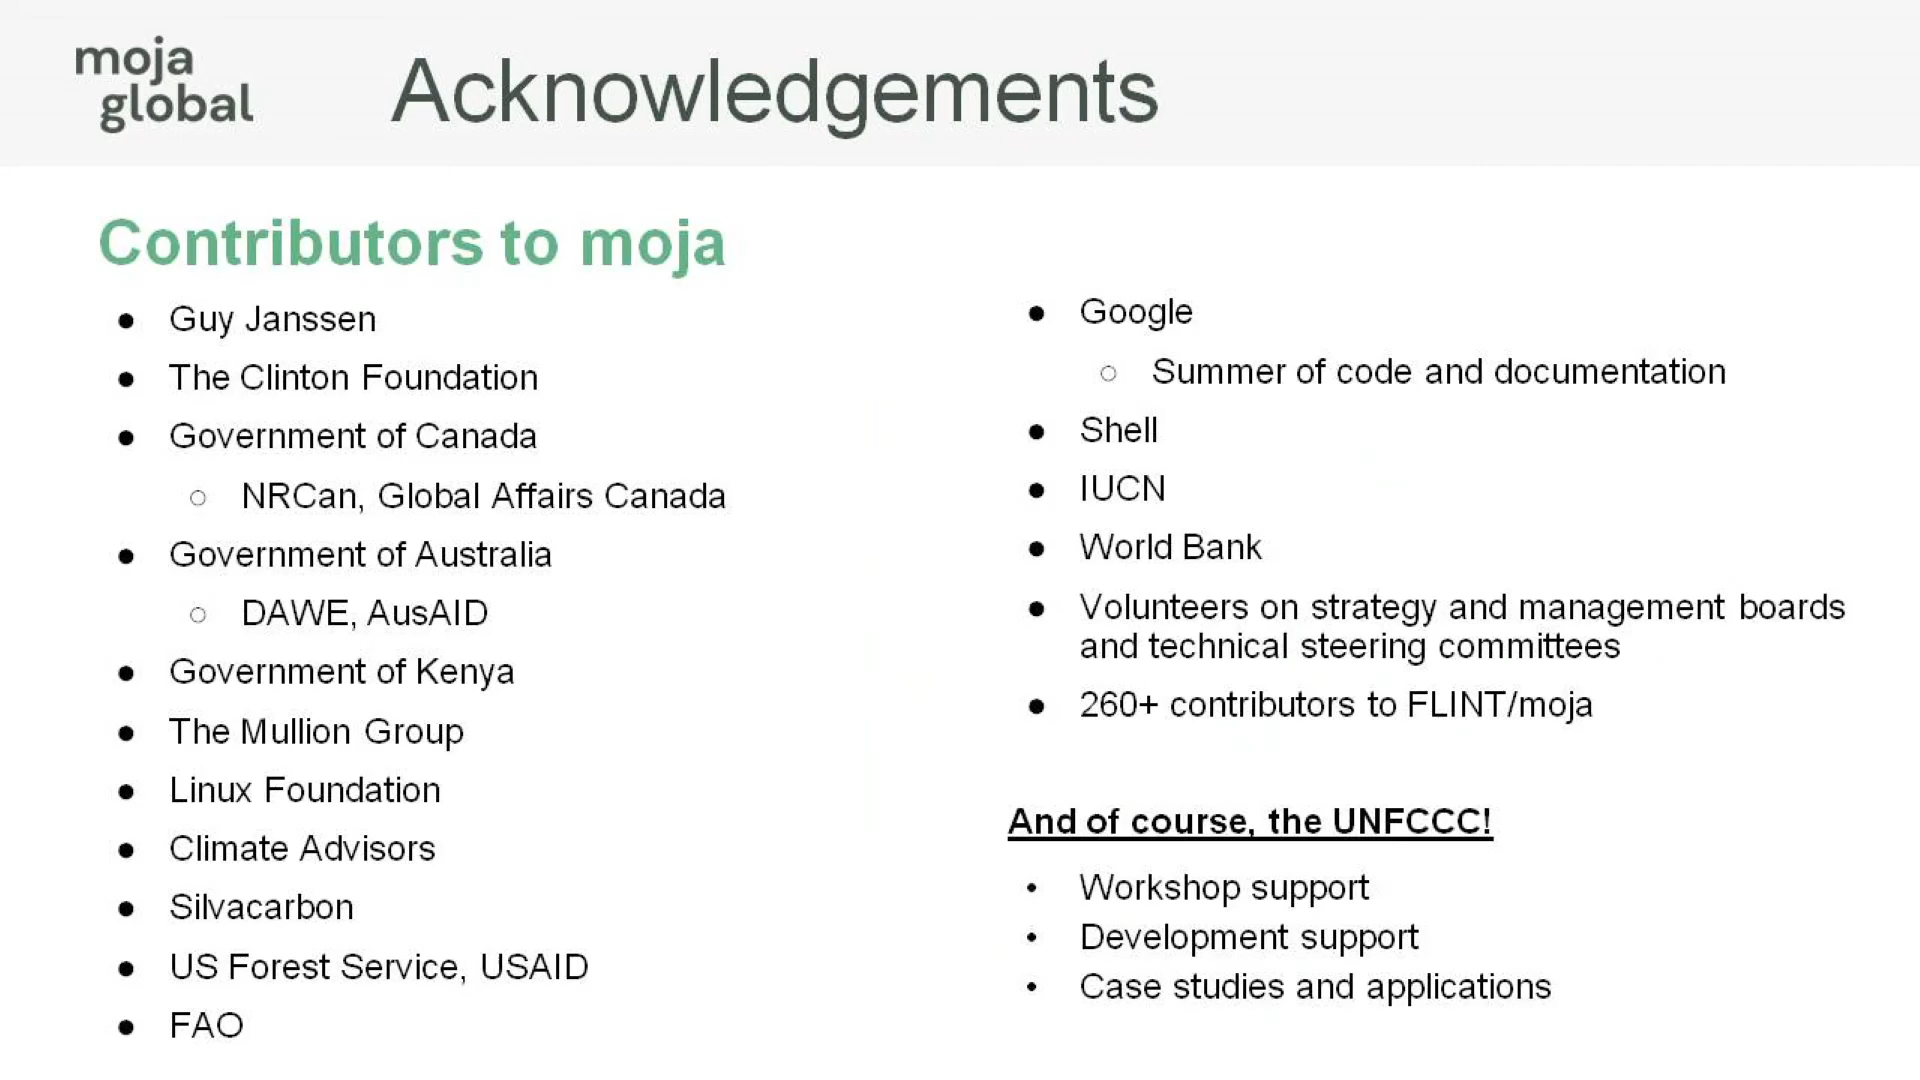 moja
global
Acknowledgements
Contributors to moja
● Guy Janssen
● The Clinton Foundation
● Government of Canada
○ NRCan, Global Affairs Canada
● Government of Australia
○ DAWE, AusAID
● Government of Kenya
● The Mullion Group
● Linux Foundation
● Climate Advisors
● Silvacarbon
● US Forest Service, USAID
● FAO
● Google
○ Summer of code and documentation
● Shell
● IUCN
● World Bank
● Volunteers on strategy and management boards
and technical steering committees
● 260+ contributors to FLINT/moja
And of course, the UNFCCC!
• Workshop support
• Development support
• Case studies and applications